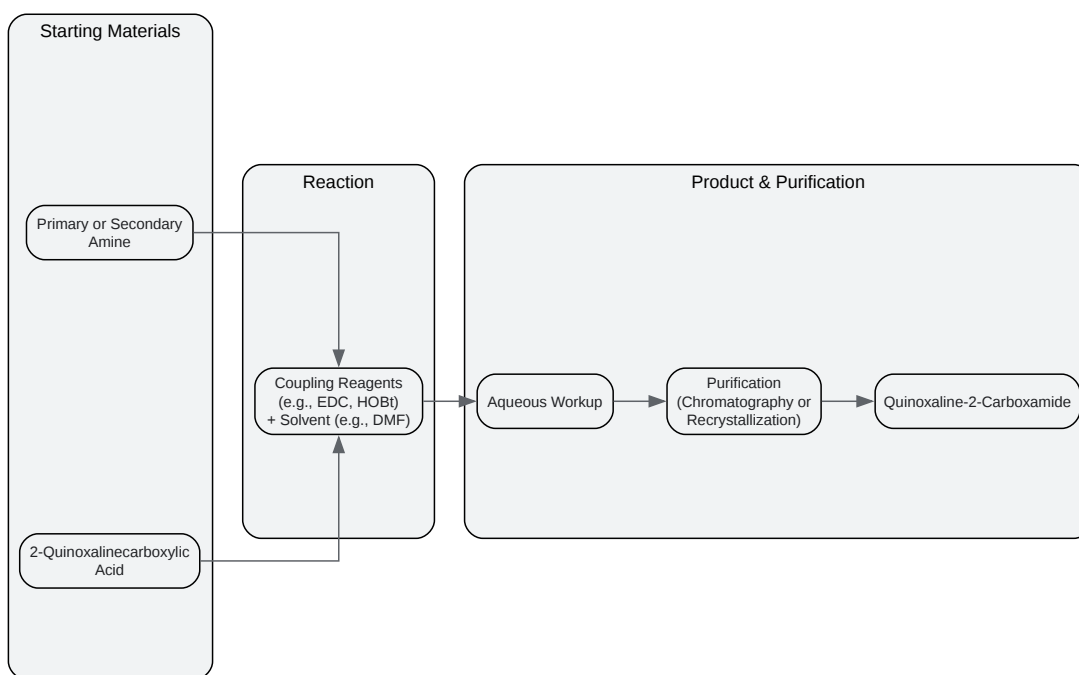 Starting Materials
Primary or Secondary
Amine
2-Quinoxalinecarboxylic
Acid
Reaction
Coupling Reagents
(e.g., EDC, HOBt)
+ Solvent (e.g., DMF)
Product & Purification
Aqueous Workup
Purification
(Chromatography or
Recrystallization)
Quinoxaline-2-Carboxamide